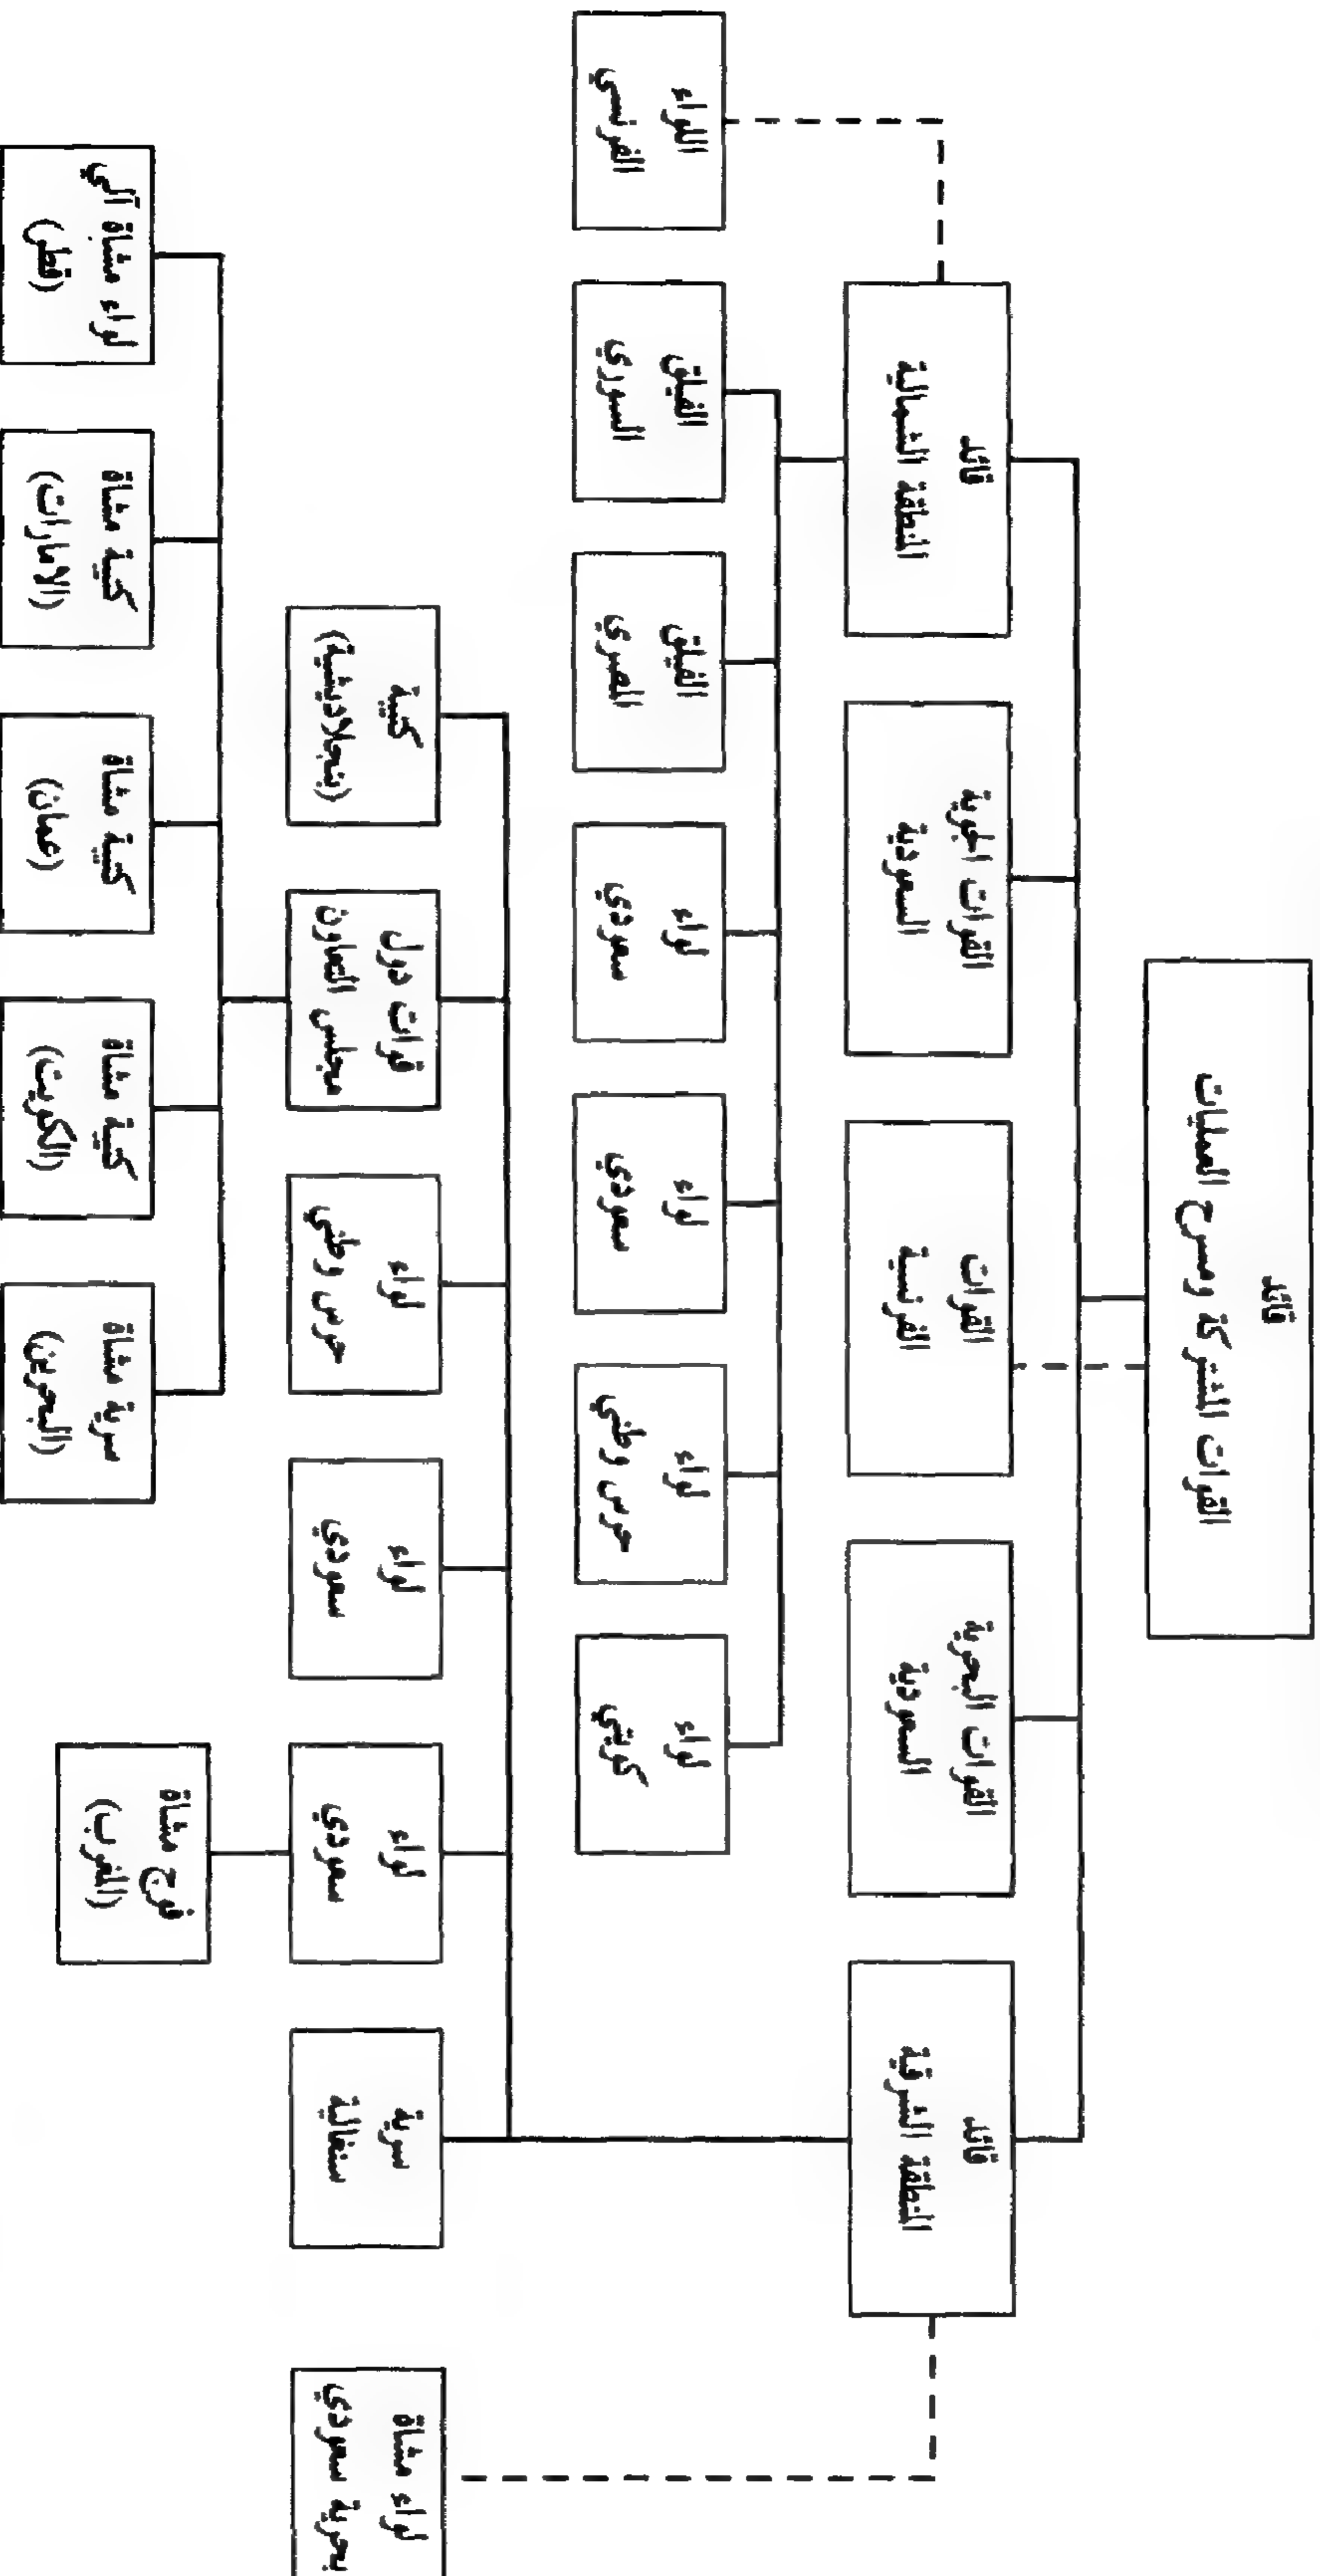 قائد
القوات المشتركة ومسرح العمليات
قائد
المنطقة الشمالية
القوات الجوية
السعودية
القوات
الفرنسية
القوات البحرية
السعودية
قائد
المنطقة الشرقية
اللواء
الفرنسي
الفيلق
السوري
الفيلق
المصري
لواء
سعودي
لواء
سعودي
لواء
حرس وطني
لواء
كويتي
كتيبة
(بنجلاديشية)
قوات دول
مجلس التعاون
لواء
حرس وطني
لواء
سعودي
لواء
سعودي
سرية
سنغالية
لواء مشاة
بحرية سعودي
لواء مشاة آلي
(قطر)
كتيبة مشاة
(الامارات)
كتيبة مشاة
(عمان)
كتيبة مشاة
(الكويت)
سرية مشاة
(البحرين)
فوج مشاة
(المغرب)